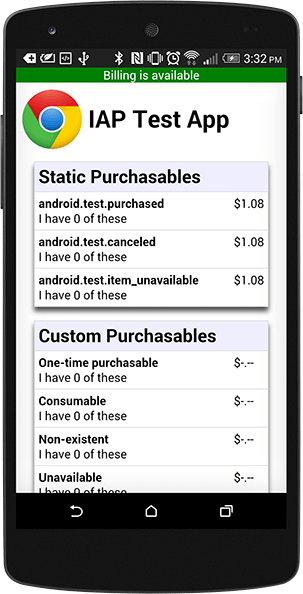 3:32 PM
Billing is available
IAP Test App
Static Purchasables
android.test.purchased $1.08
I have 0 of these
android.test.canceled $1.08
I have 0 of these
android.test.item_unavailable $1.08
I have 0 of these
Custom Purchasables
One-time purchasable $-.--
I have 0 of these
Consumable $-.--
I have 0 of these
Non-existent $-.--
I have 0 of these
Unavailable $-.--
I have 0 of these